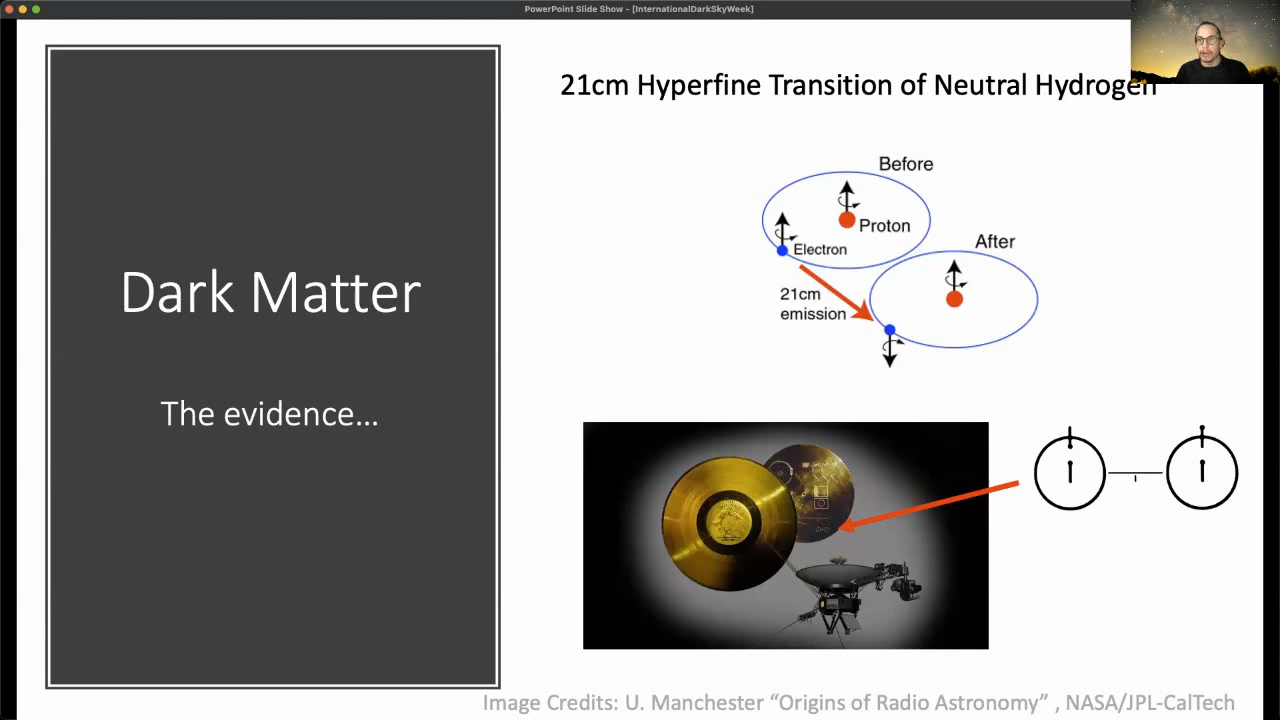 PowerPoint Slide Show - [InternationalDarkSkyWeek]
21cm Hyperfine Transition of Neutral Hydrogen
Dark Matter
The evidence...
Before
Proton
Electron
After
21cm
emission
Image Credits: U. Manchester “Origins of Radio Astronomy” , NASA/JPL-CalTech